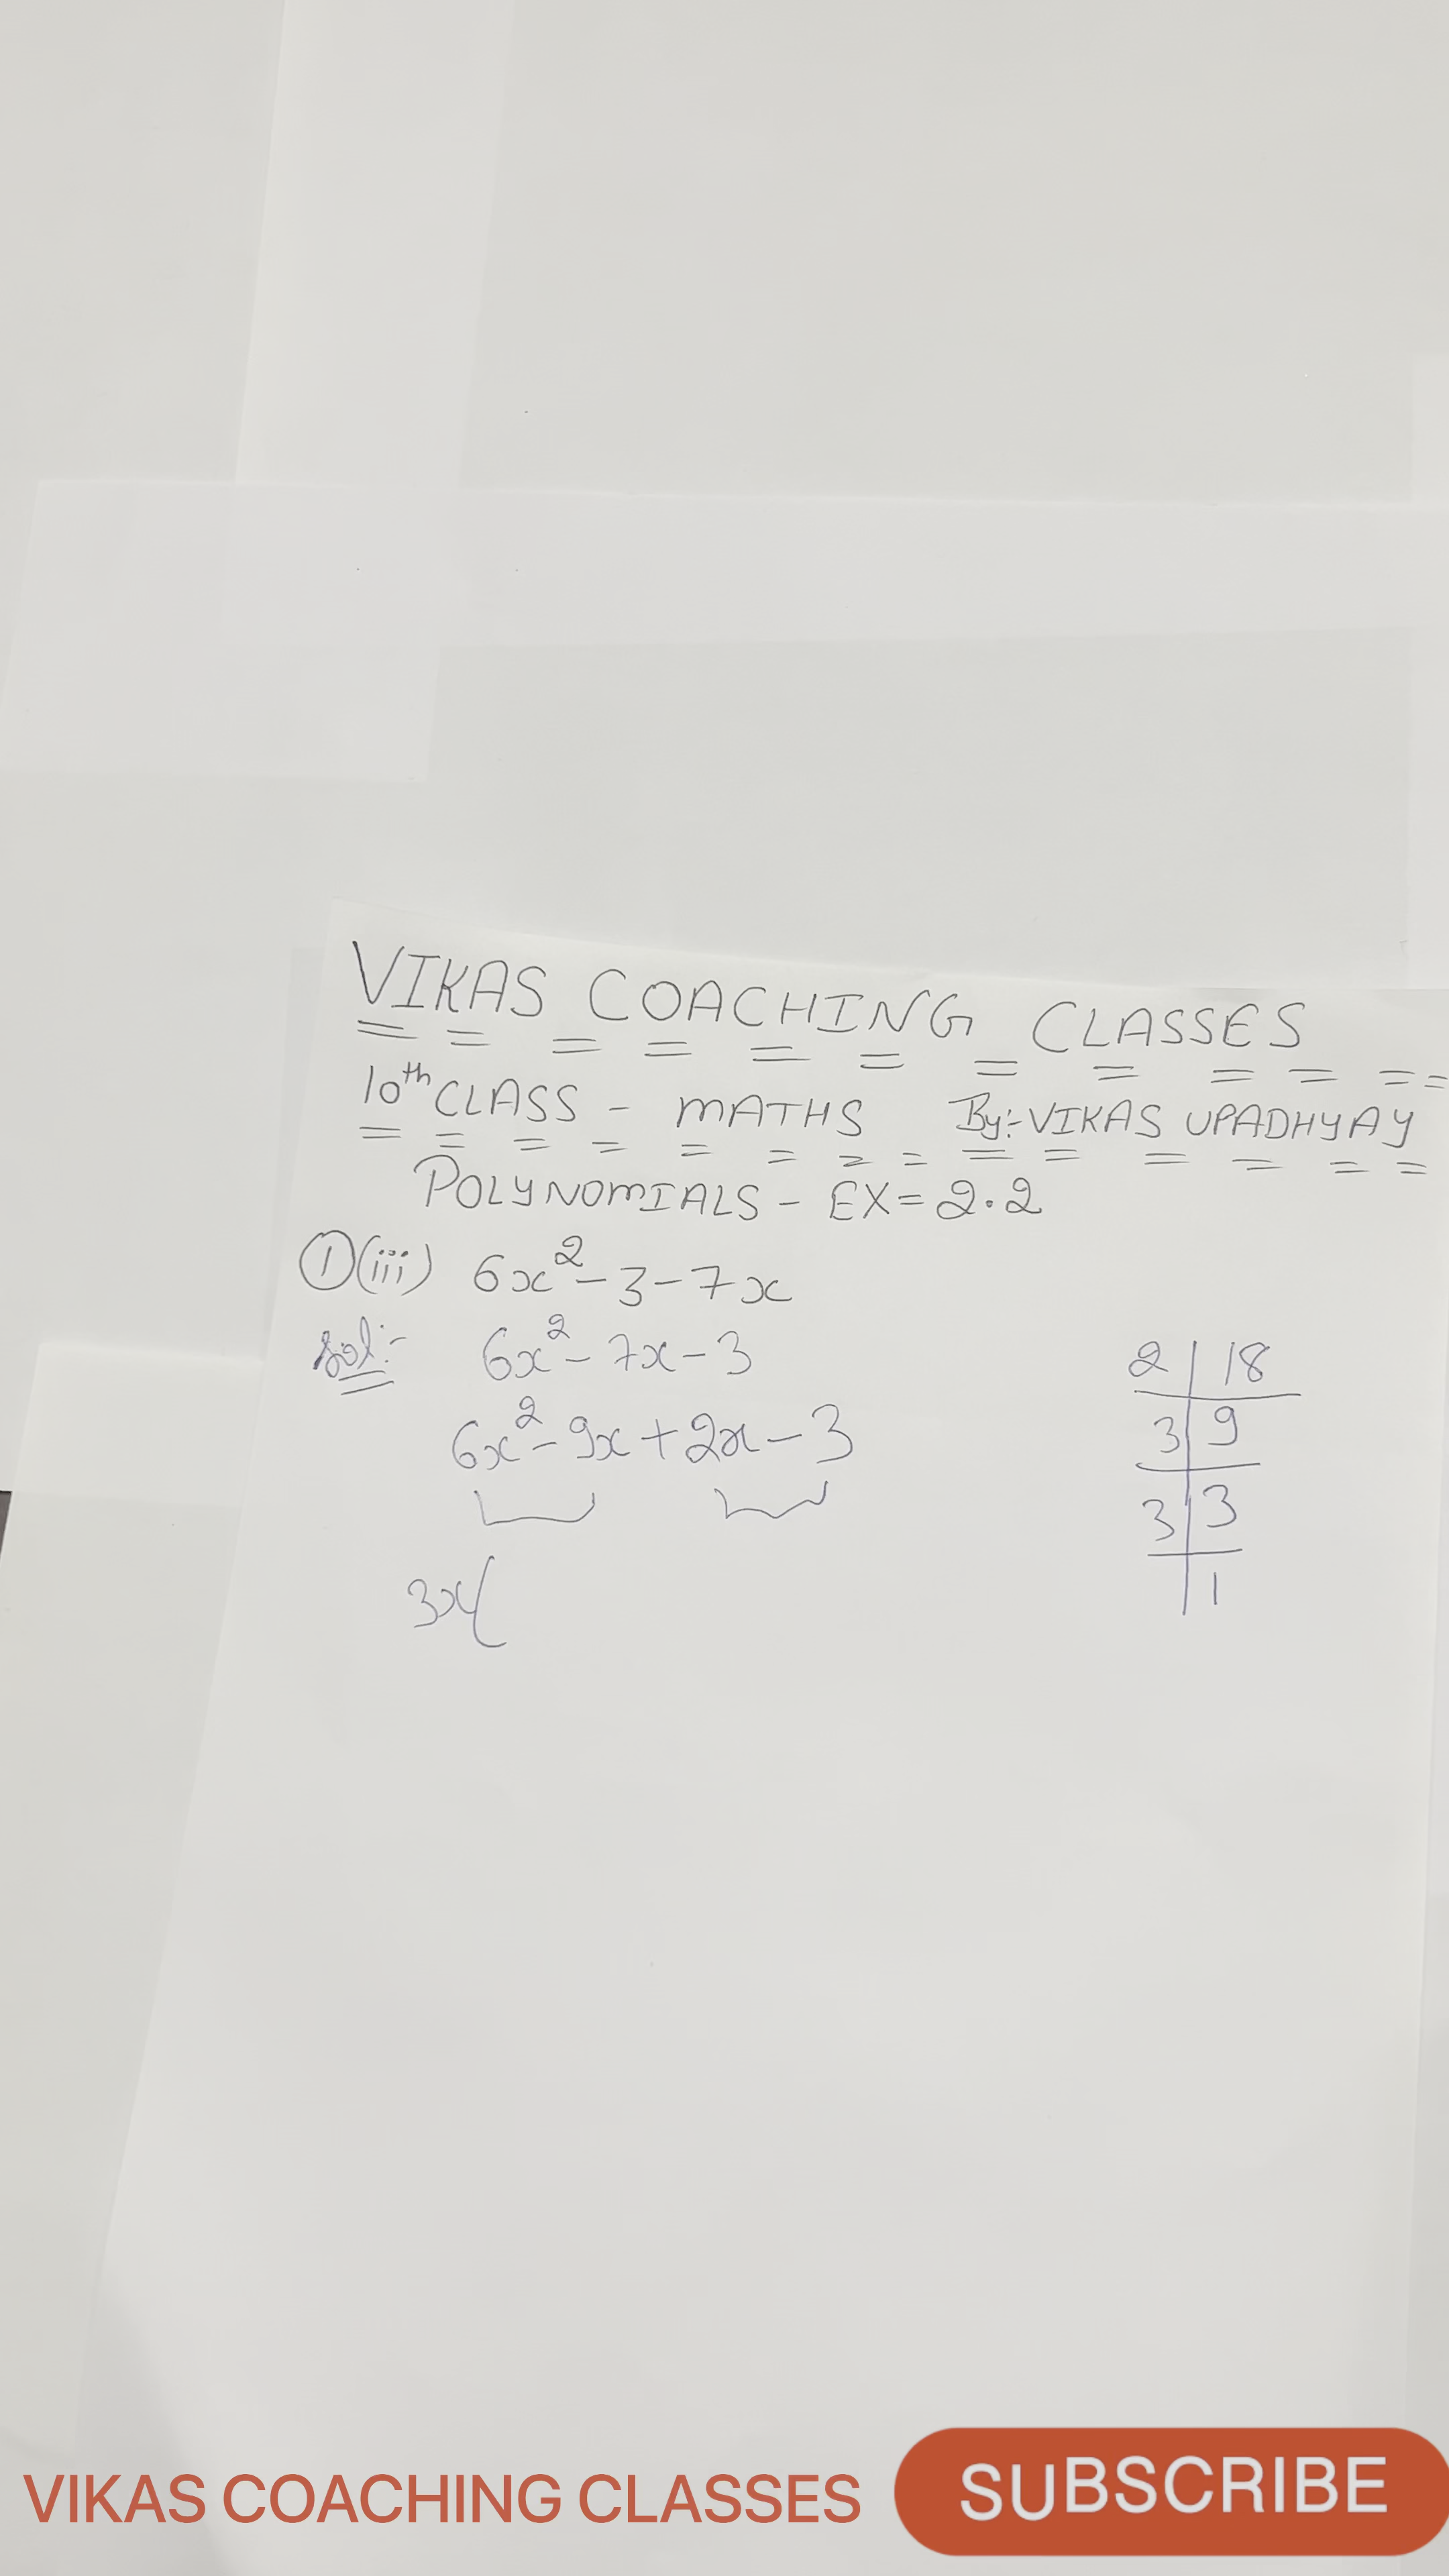 VIKAS COACHING CLASSES
10th CLASS - MATHS By:- VIKAS UPADHYAY
POLYNOMIALS - EX = 2.2
①(iii) 6x² - 3 - 7x
Sol:- 6x² - 7x - 3
6x² - 9x + 2x - 3
3x(
2 | 18
3 | 9
3 | 3
| 1
VIKAS COACHING CLASSES
SUBSCRIBE